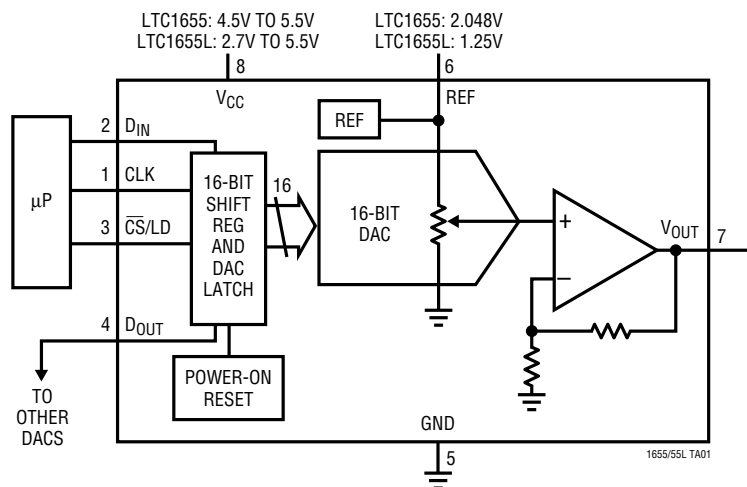 LTC1655: 4.5V TO 5.5V
LTC1655L: 2.7V TO 5.5V
LTC1655: 2.048V
LTC1655L: 1.25V
8
6
VCC
REF
REF
2
DIN
1
CLK
3
CS/LD
4
DOUT
µP
16-BIT
SHIFT
REG
AND
DAC
LATCH
16
16-BIT
DAC
+
−
VOUT
7
POWER-ON
RESET
TO
OTHER
DACS
GND
5
1655/55L TA01